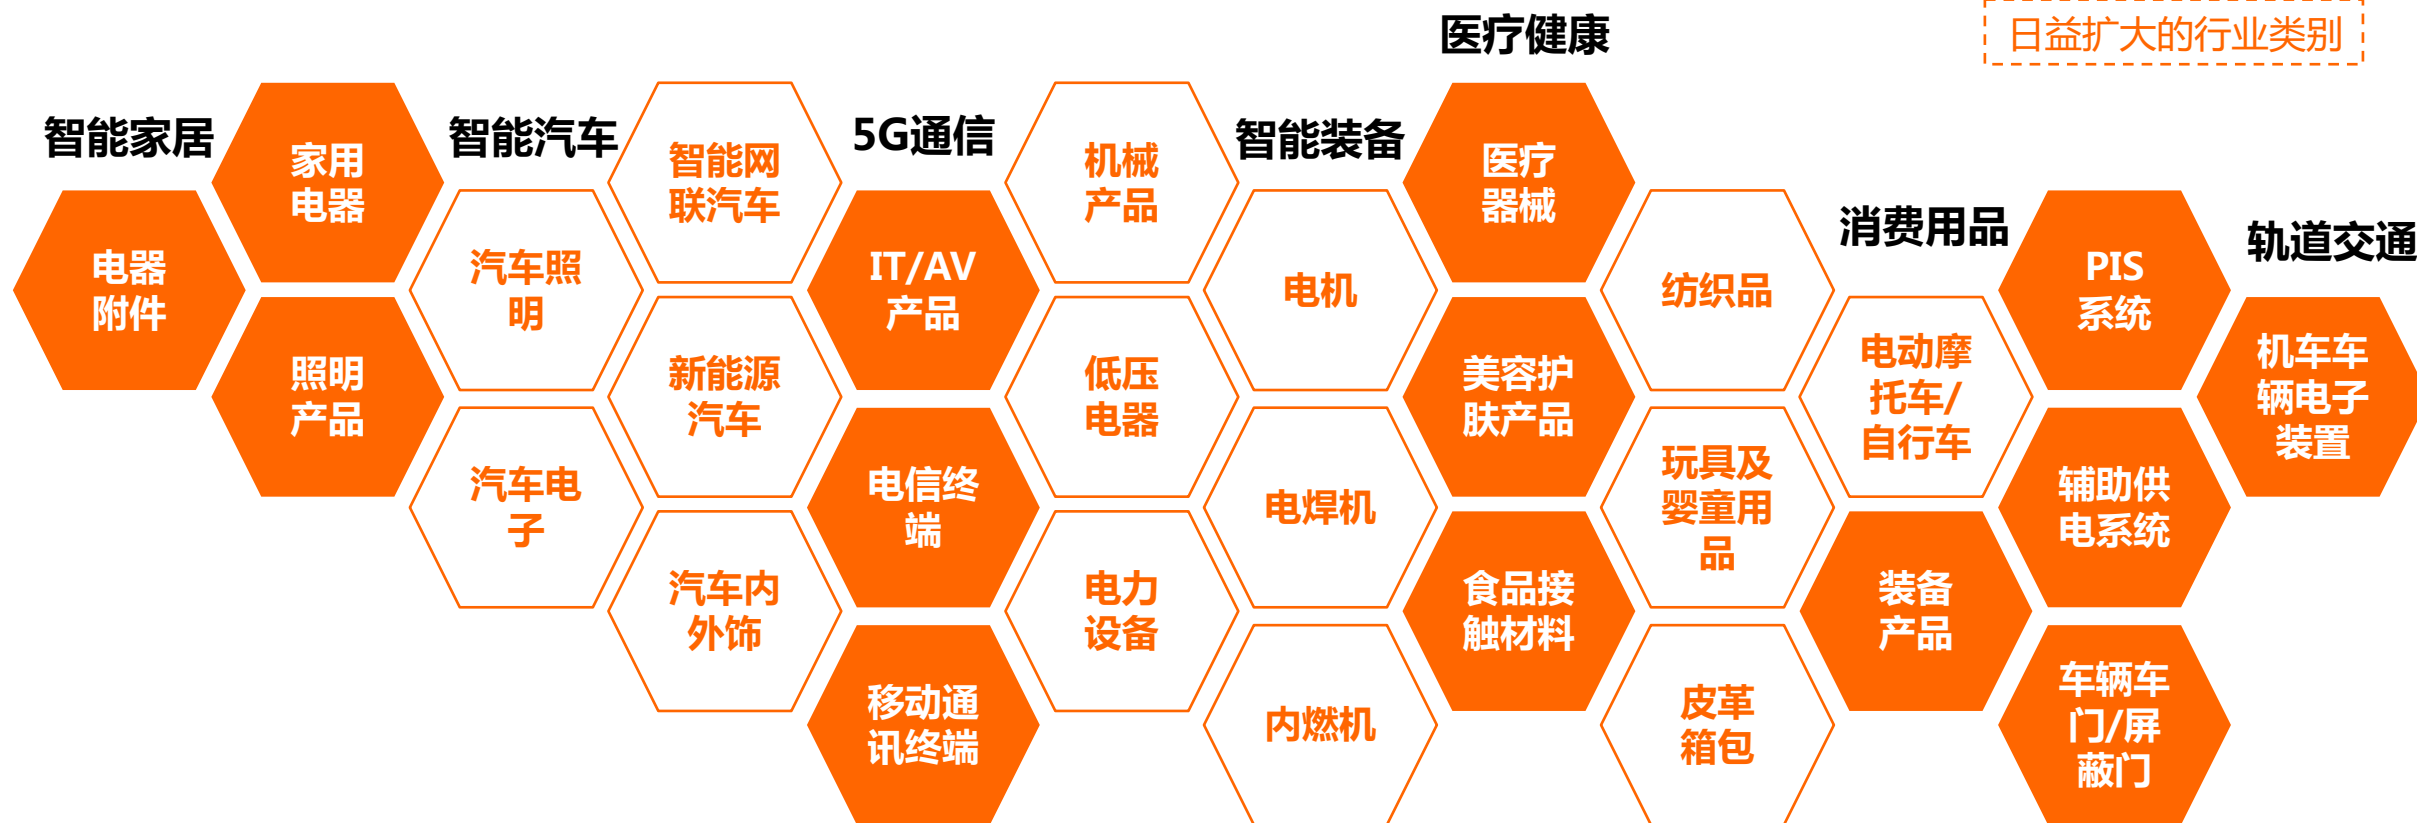 日益扩大的行业类别
智能家居
电器
附件
家用
电器
照明
产品
智能汽车
汽车照
明
汽车电
子
智能网
联汽车
新能源
汽车
汽车内
外饰
5G通信
IT/AV
产品
电信终
端
移动通
讯终端
机械
产品
低压
电器
电力
设备
智能装备
电机
电焊机
内燃机
医疗健康
医疗
器械
美容护
肤产品
食品接
触材料
纺织品
玩具及
婴童用
品
皮革
箱包
消费用品
电动摩
托车/
自行车
装备
产品
PIS
系统
辅助供
电系统
车辆车
门/屏
蔽门
轨道交通
机车车
辆电子
装置